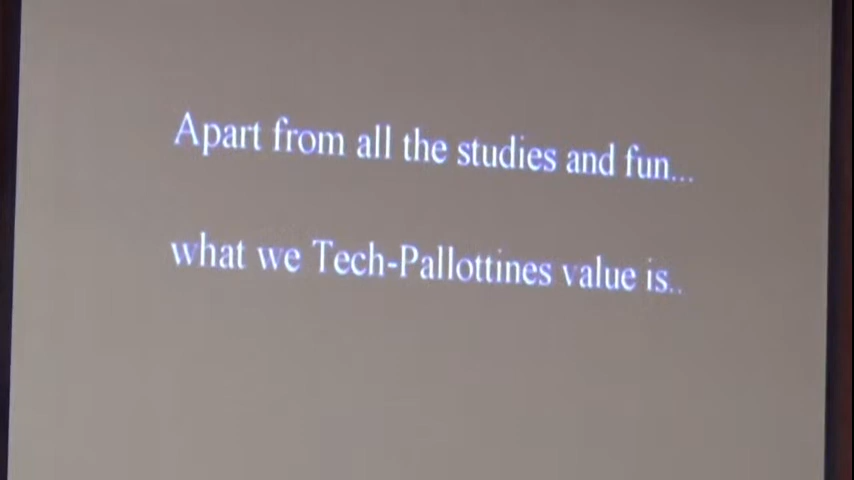 Apart from all the studies and fun...
what we Tech-Pallottines value is..